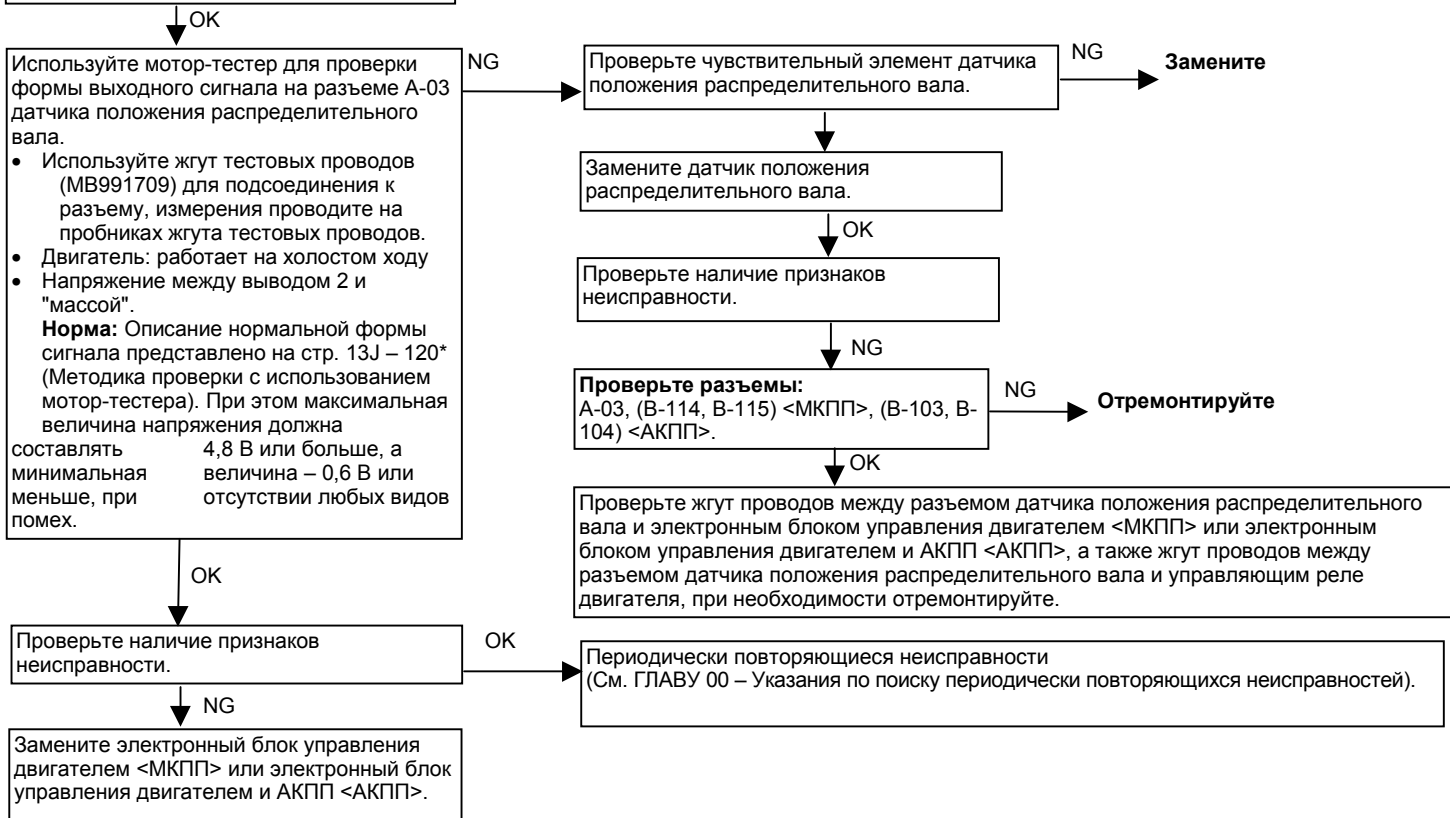 OK
Используйте мотор-тестер для проверки
формы выходного сигнала на разъеме А-03
датчика положения распределительного
вала.
• Используйте жгут тестовых проводов
(МВ991709) для подсоединения к
разъему, измерения проводите на
пробниках жгута тестовых проводов.
• Двигатель: работает на холостом ходу
• Напряжение между выводом 2 и
"массой".
Норма: Описание нормальной формы
сигнала представлено на стр. 13J – 120*
(Методика проверки с использованием
мотор-тестера). При этом максимальная
величина напряжения должна
составлять 4,8 В или больше, а
минимальная величина – 0,6 В или
меньше, при отсутствии любых видов
помех.
NG
Проверьте чувствительный элемент датчика
положения распределительного вала.
NG
Замените
Замените датчик положения
распределительного вала.
OK
Проверьте наличие признаков
неисправности.
NG
Проверьте разъемы:
А-03, (В-114, В-115) <МКПП>, (В-103, В-
104) <АКПП>.
NG
Отремонтируйте
OK
Проверьте жгут проводов между разъемом датчика положения распределительного
вала и электронным блоком управления двигателем <МКПП> или электронным
блоком управления двигателем и АКПП <АКПП>, а также жгут проводов между
разъемом датчика положения распределительного вала и управляющим реле
двигателя, при необходимости отремонтируйте.
OK
Проверьте наличие признаков
неисправности.
OK
Периодически повторяющиеся неисправности
(См. ГЛАВУ 00 – Указания по поиску периодически повторяющихся неисправностей).
NG
Замените электронный блок управления
двигателем <МКПП> или электронный блок
управления двигателем и АКПП <АКПП>.